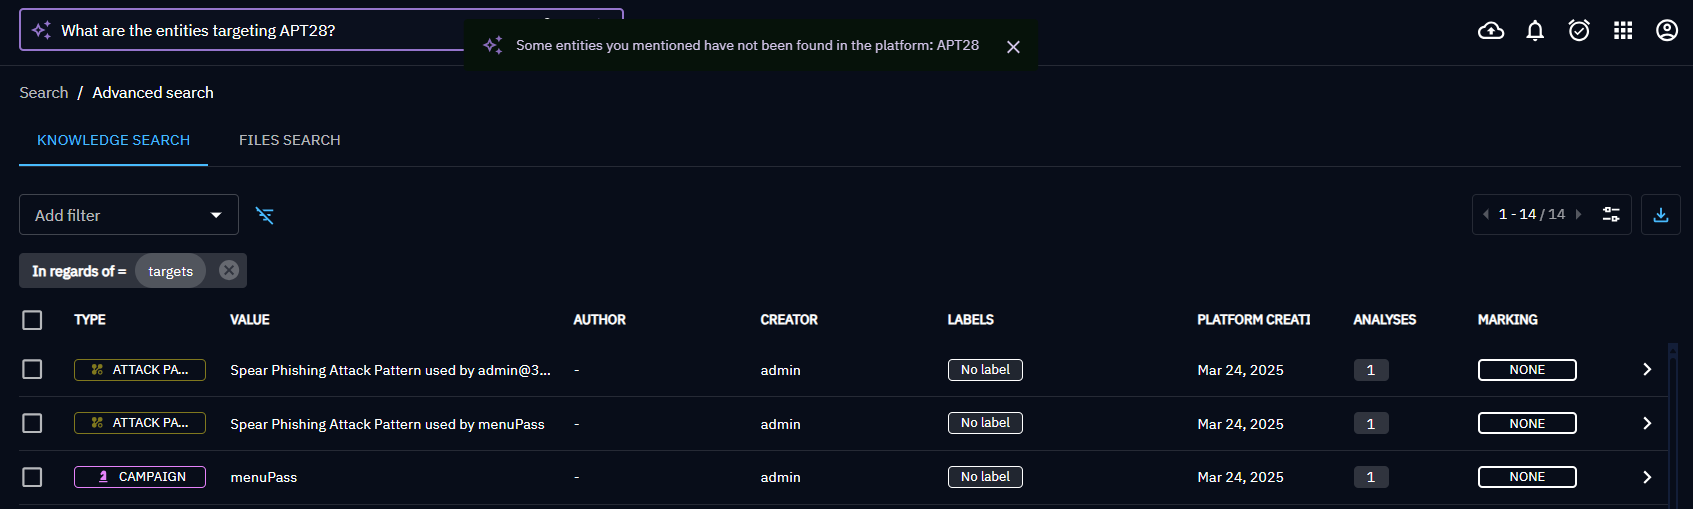 What are the entities targeting APT28?
Some entities you mentioned have not been found in the platform: APT28
Search / Advanced search
KNOWLEDGE SEARCH FILES SEARCH
Add filter
1 - 14 / 14
In regards of = targets
TYPE VALUE AUTHOR CREATOR LABELS PLATFORM CREATI ANALYSES MARKING
ATTACK PA... Spear Phishing Attack Pattern used by admin@3... - admin No label Mar 24, 2025 1 NONE
ATTACK PA... Spear Phishing Attack Pattern used by menuPass - admin No label Mar 24, 2025 1 NONE
CAMPAIGN menuPass - admin No label Mar 24, 2025 1 NONE